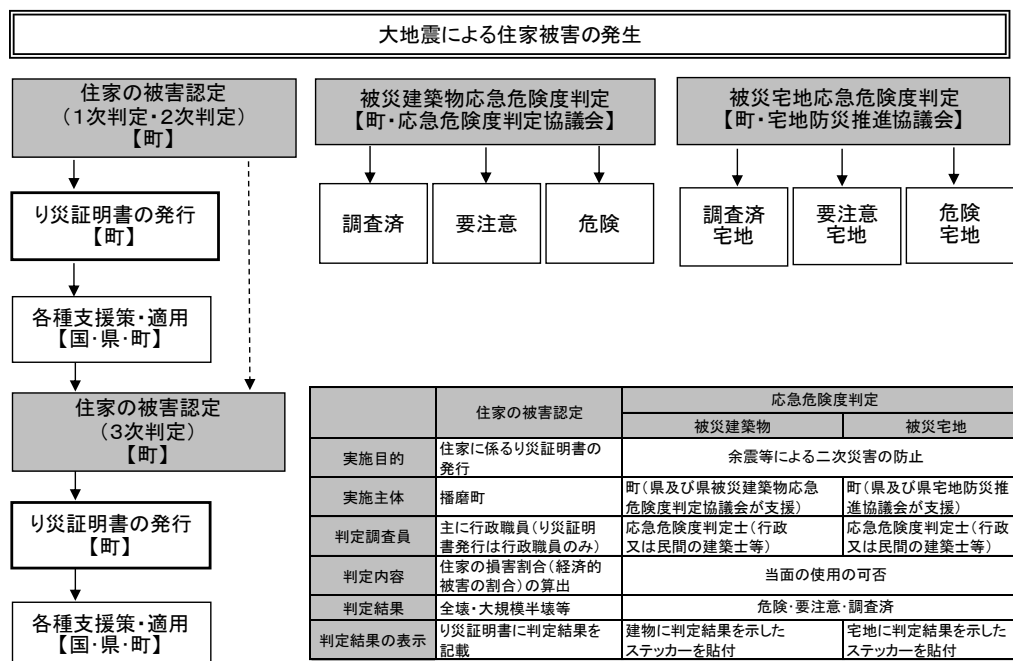 大地震による住家被害の発生
住家の被害認定
(1次判定・2次判定)
【町】
り災証明書の発行
【町】
各種支援策・適用
【国・県・町】
住家の被害認定
(3次判定)
【町】
り災証明書の発行
【町】
各種支援策・適用
【国・県・町】
被災建築物応急危険度判定
【町・応急危険度判定協議会】
調査済
要注意
危険
被災宅地応急危険度判定
【町・宅地防災推進協議会】
調査済
宅地
要注意
宅地
危険
宅地
住家の被害認定
応急危険度判定
被災建築物
被災宅地
実施目的
住家に係るり災証明書の
発行
余震等による二次災害の防止
実施主体
播磨町
町(県及び県被災建築物応急
危険度判定協議会が支援)
町(県及び県宅地防災推
進協議会が支援)
判定調査員
主に行政職員(り災証明
書発行は行政職員のみ)
応急危険度判定士(行政
又は民間の建築士等)
応急危険度判定士(行政
又は民間の建築士等)
判定内容
住家の損害割合(経済的
被害の割合)の算出
当面の使用の可否
判定結果
全壊・大規模半壊等
危険・要注意・調査済
判定結果の表示
り災証明書に判定結果を
記載
建物に判定結果を示した
ステッカーを貼付
宅地に判定結果を示した
ステッカーを貼付